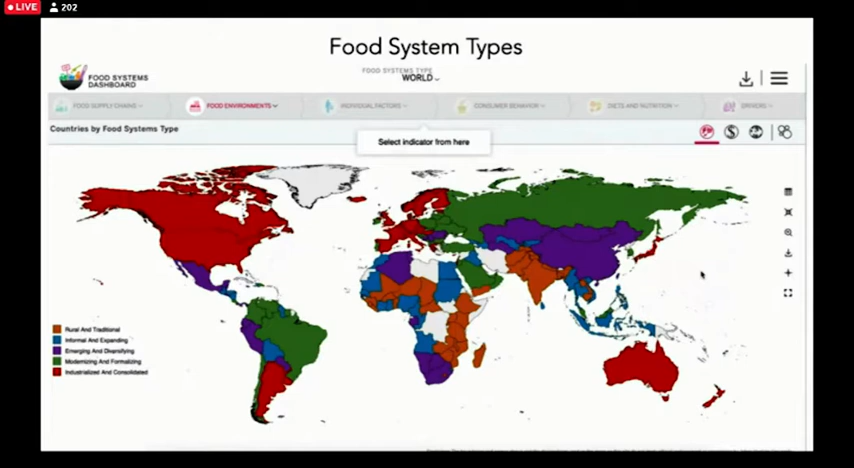 LIVE 202
Food System Types
FOOD SYSTEMS
DASHBOARD
FOOD SYSTEMS TYPE
WORLD
FOOD SUPPLY CHAINS
FOOD ENVIRONMENTS
INDIVIDUAL FACTORS
CONSUMER BEHAVIOR
DIETS AND NUTRITION
DRIVERS
Countries by Food Systems Type
Select indicator from here
Rural And Traditional
Informal And Expanding
Emerging And Diversifying
Modernizing And Formalizing
Industrialized And Consolidated